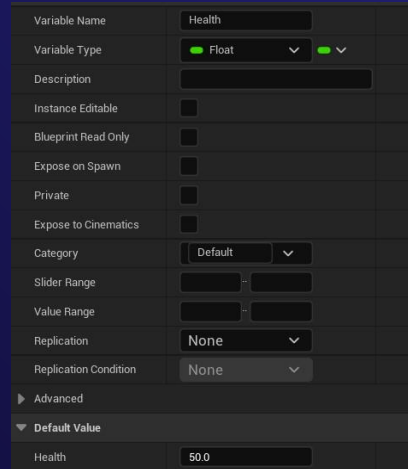 Variable Name Health
Variable Type Float
Description
Instance Editable
Blueprint Read Only
Expose on Spawn
Private
Expose to Cinematics
Category Default
Slider Range ..
Value Range ..
Replication None
Replication Condition None
Advanced
Default Value
Health 50.0